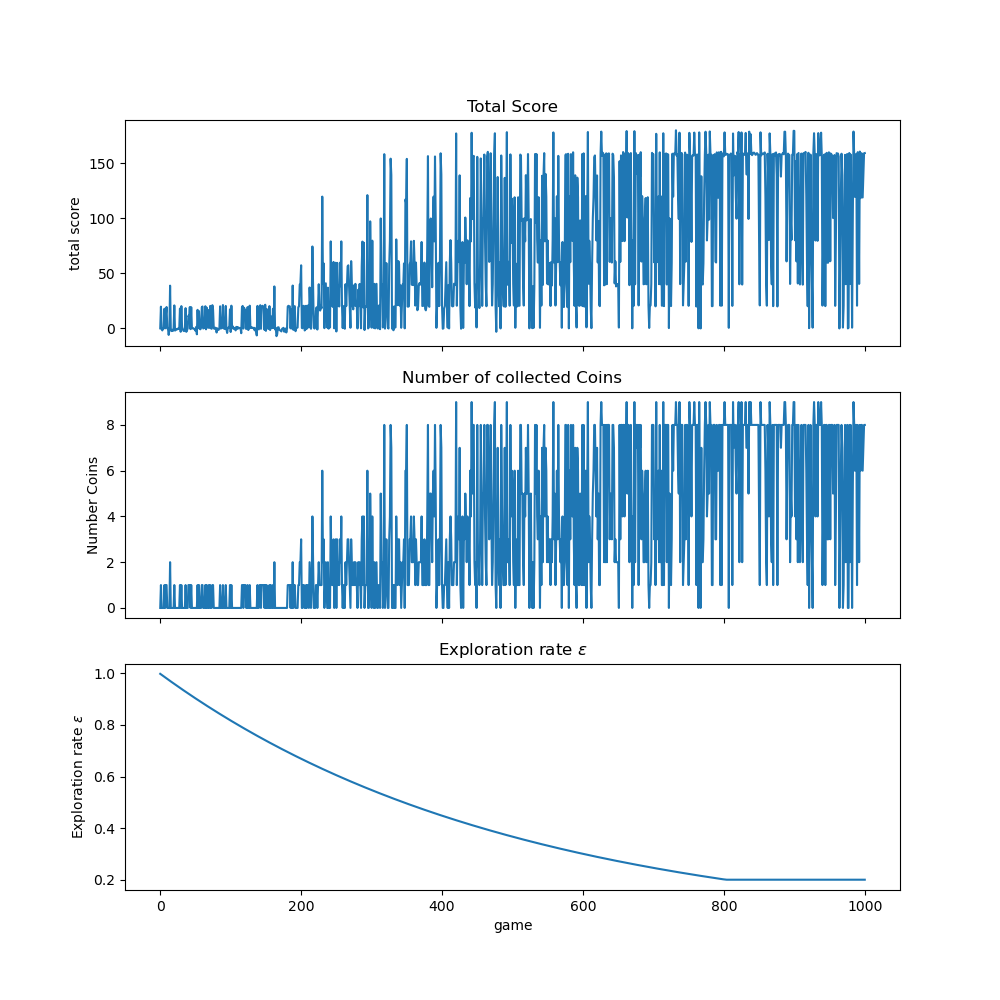 Total Score
total score
150
100
50
0
Number of collected Coins
Number Coins
8
6
4
2
0
Exploration rate ε
Exploration rate ε
1.0
0.8
0.6
0.4
0.2
0 200 400 600 800 1000
game